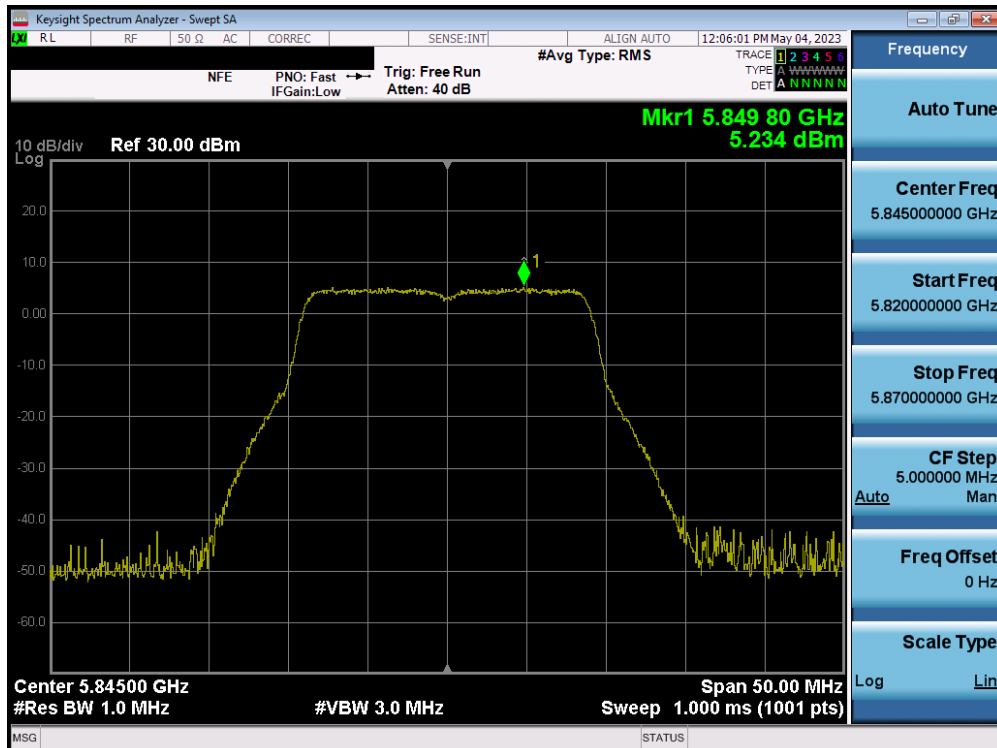 Keysight Spectrum Analyzer - Swept SA
LXI RL RF 50 Ω AC CORREC SENSE:INT ALIGN AUTO 12:06:01 PM May 04, 2023
NFE PNO: Fast Trig: Free Run #Avg Type: RMS TRACE 1 2 3 4 5 6
IFGain:Low Atten: 40 dB TYPE A WWWWW
DET A N N N N N
Mkr1 5.849 80 GHz
5.234 dBm
10 dB/div Ref 30.00 dBm
Log
20.0
10.0
1
0.00
-10.0
-20.0
-30.0
-40.0
-50.0
-60.0
Center 5.84500 GHz Span 50.00 MHz
#Res BW 1.0 MHz #VBW 3.0 MHz Sweep 1.000 ms (1001 pts)
MSG STATUS
Frequency
Auto Tune
Center Freq
5.845000000 GHz
Start Freq
5.820000000 GHz
Stop Freq
5.870000000 GHz
CF Step
5.000000 MHz
Auto Man
Freq Offset
0 Hz
Scale Type
Log Lin